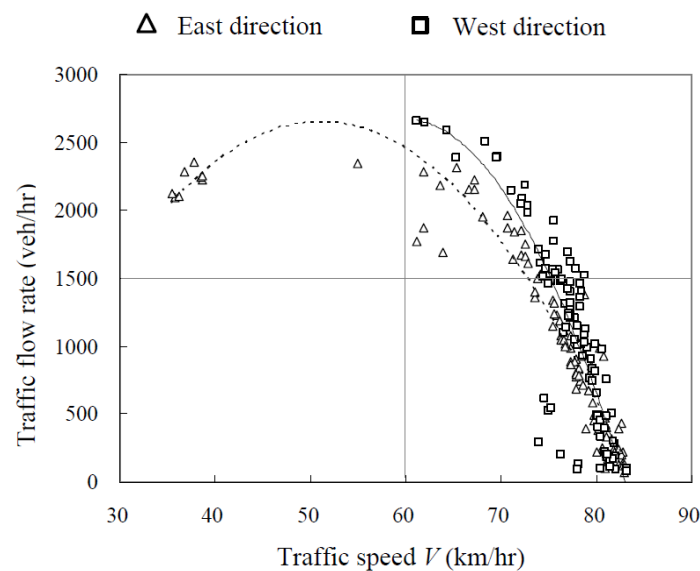 East direction
West direction
Traffic flow rate (veh/hr)
3000
2500
2000
1500
1000
500
0
30 40 50 60 70 80 90
Traffic speed V (km/hr)